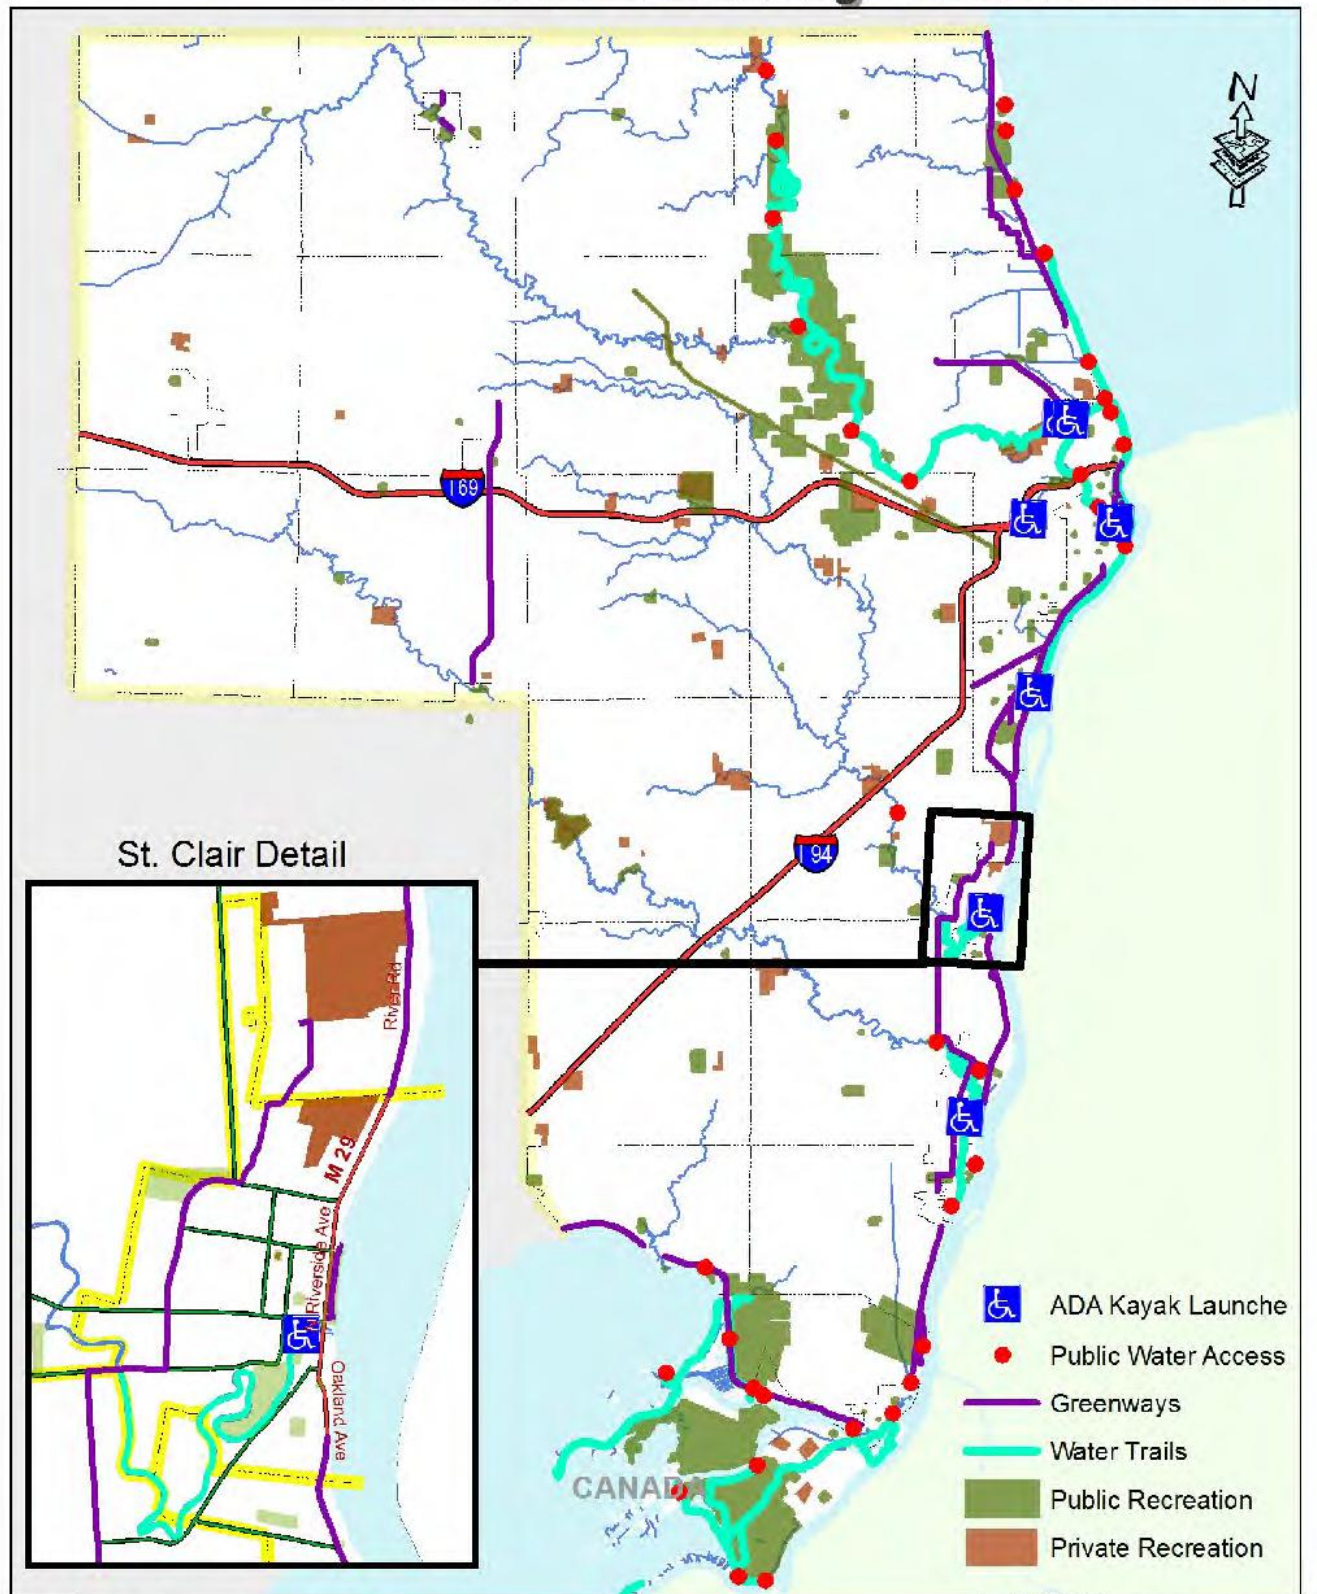 N
I 69
I 94
St. Clair Detail
River Rd
M 29
N Riverside Ave
Oakland Ave
CANADA
ADA Kayak Launche
Public Water Access
Greenways
Water Trails
Public Recreation
Private Recreation